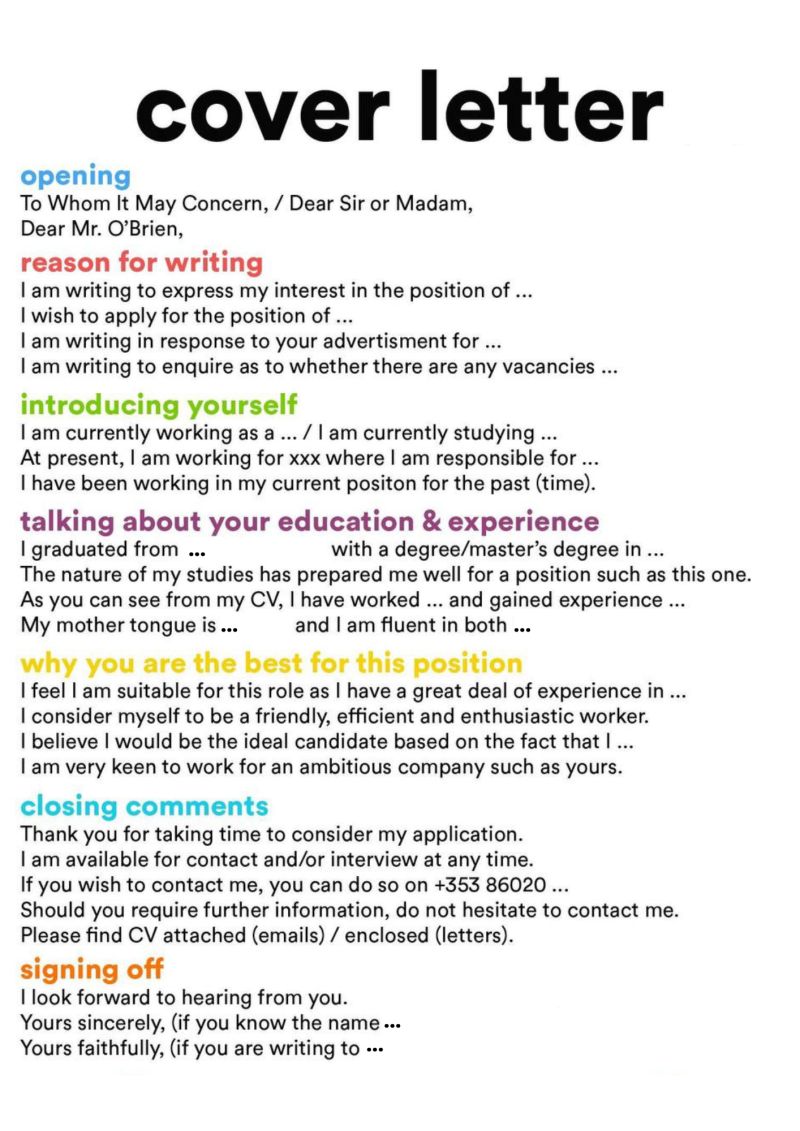 cover letter
opening
To Whom It May Concern, / Dear Sir or Madam,
Dear Mr. O’Brien,
reason for writing
I am writing to express my interest in the position of ...
I wish to apply for the position of ...
I am writing in response to your advertisment for ...
I am writing to enquire as to whether there are any vacancies ...
introducing yourself
I am currently working as a ... / I am currently studying ...
At present, I am working for xxx where I am responsible for ...
I have been working in my current positon for the past (time).
talking about your education & experience
I graduated from ... with a degree/master’s degree in ...
The nature of my studies has prepared me well for a position such as this one.
As you can see from my CV, I have worked ... and gained experience ...
My mother tongue is ... and I am fluent in both ...
why you are the best for this position
I feel I am suitable for this role as I have a great deal of experience in ...
I consider myself to be a friendly, efficient and enthusiastic worker.
I believe I would be the ideal candidate based on the fact that I ...
I am very keen to work for an ambitious company such as yours.
closing comments
Thank you for taking time to consider my application.
I am available for contact and/or interview at any time.
If you wish to contact me, you can do so on +353 86020 ...
Should you require further information, do not hesitate to contact me.
Please find CV attached (emails) / enclosed (letters).
signing off
I look forward to hearing from you.
Yours sincerely, (if you know the name ...
Yours faithfully, (if you are writing to ...